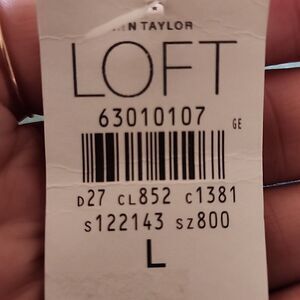 N TAYLOR
LOFT
63010107
GE
D27 CL852 C1381
S122143 SZ800
L